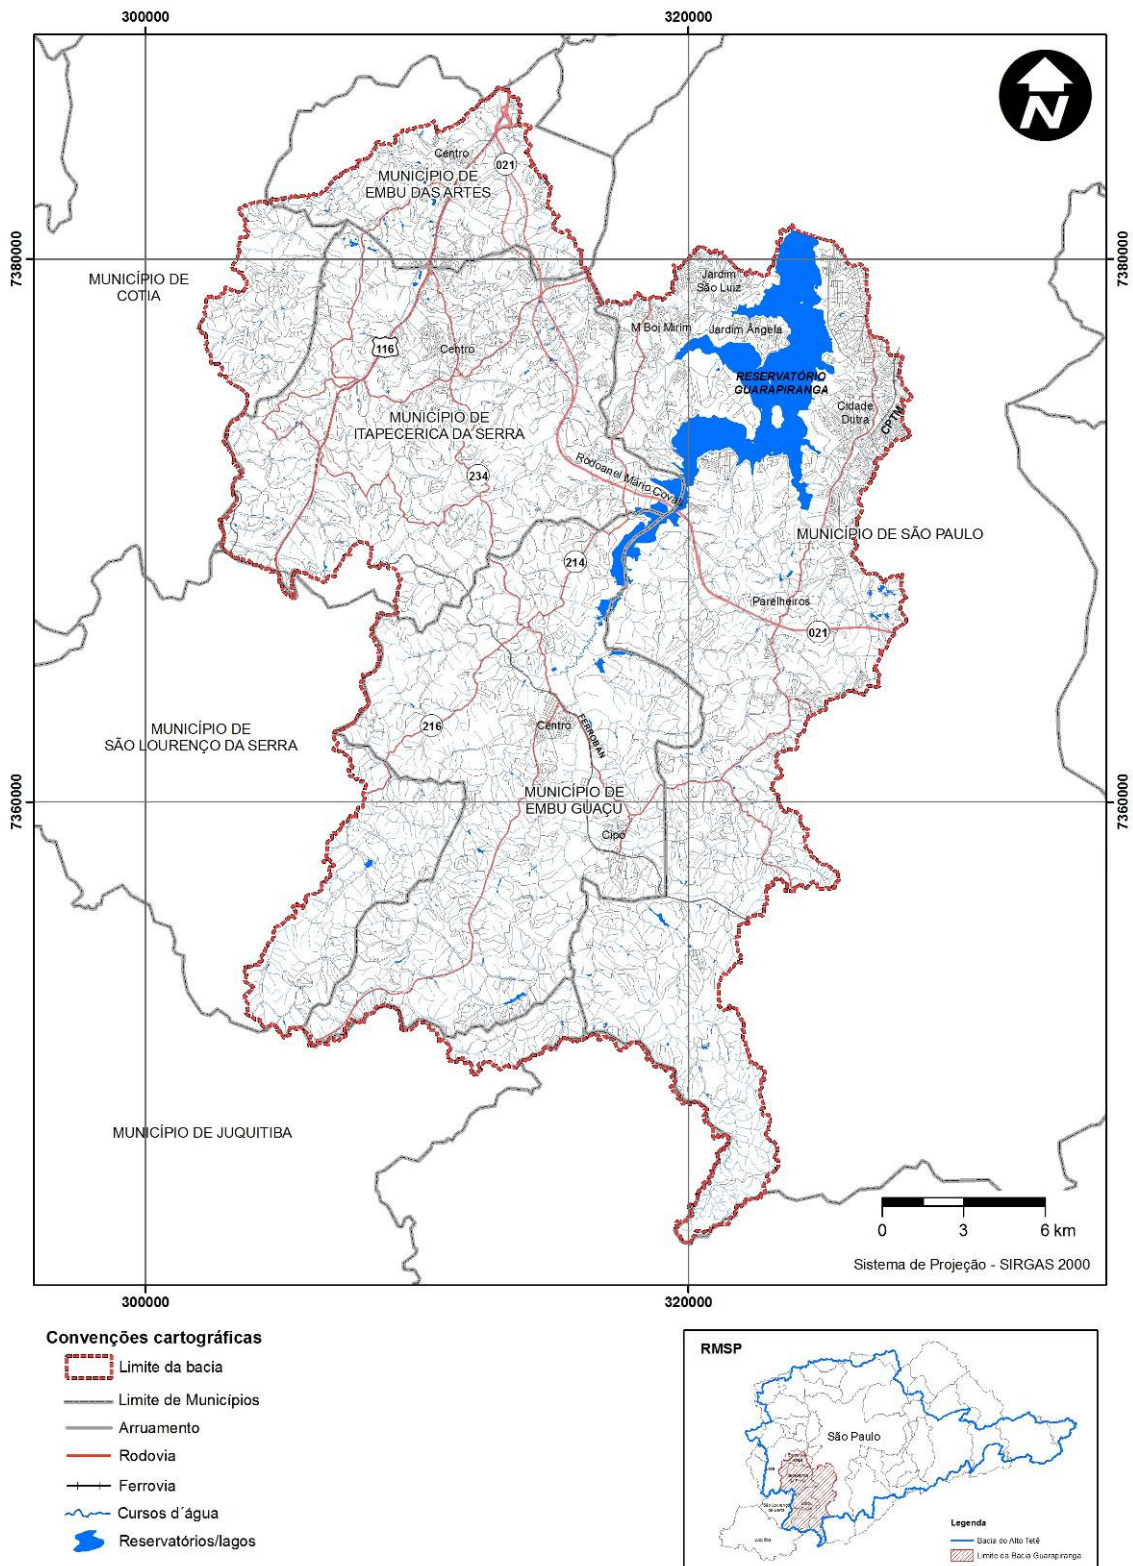 300000
320000
N
Centro
021
MUNICÍPIO DE
EMBU DAS ARTES
7380000
7380000
MUNICÍPIO DE
COTIA
Jardim
São Luiz
M Boi Mirim
Jardim Ângela
116
Centro
RESERVATÓRIO
GUARAPIRANGA
Cidade
Dutra
CPTM
MUNICÍPIO DE
ITAPECERICA DA SERRA
Rodoanel Mário Covas
234
MUNICÍPIO DE SÃO PAULO
214
Parelheiros
021
MUNICÍPIO DE
SÃO LOURENÇO DA SERRA
216
Centro
FERROBAN
7360000
7360000
MUNICÍPIO DE
EMBU GUAÇU
Cipó
MUNICÍPIO DE JUQUITIBA
0 3 6 km
Sistema de Projeção - SIRGAS 2000
300000
320000
Convenções cartográficas
Limite da bacia
Limite de Municípios
Arruamento
Rodovia
Ferrovia
Cursos d´água
Reservatórios/lagos
RMSP
São Paulo
Legenda
Bacia do Alto Tetê
Limite da Bacia Guarapiranga